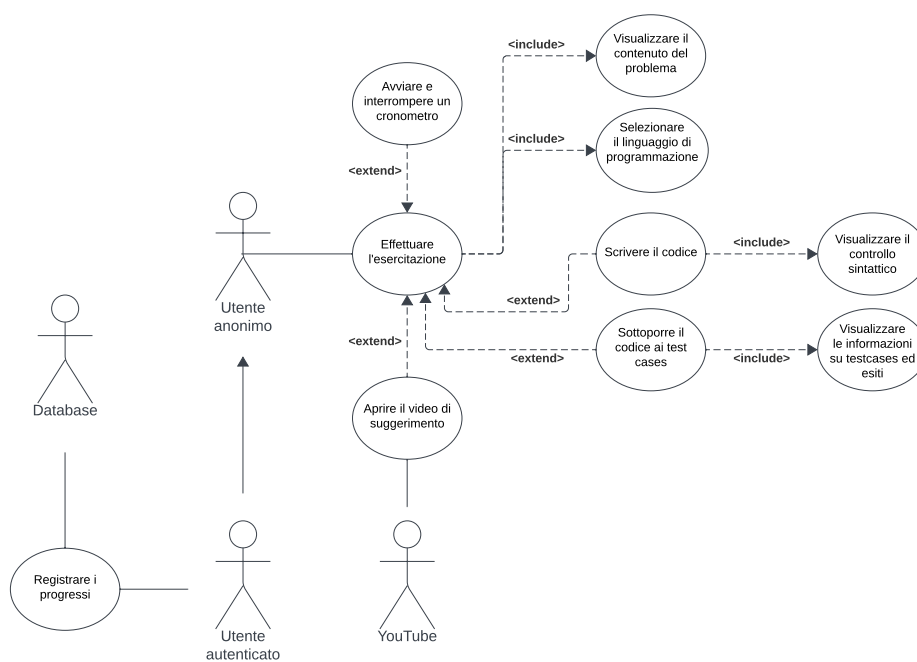 Visualizzare il
contenuto del
problema
<include>
Avviare e
interrompere un
cronometro
Selezionare
il linguaggio di
programmazione
<include>
<extend>
Effettuare
l'esercitazione
Scrivere il codice
<include>
Visualizzare il
controllo
sintattico
<extend>
Utente
anonimo
Sottoporre il
codice ai test
cases
<extend>
<include>
Visualizzare
le informazioni
su testcases ed
esiti
<extend>
Database
Aprire il video di
suggerimento
Registrare i
progressi
Utente
autenticato
YouTube